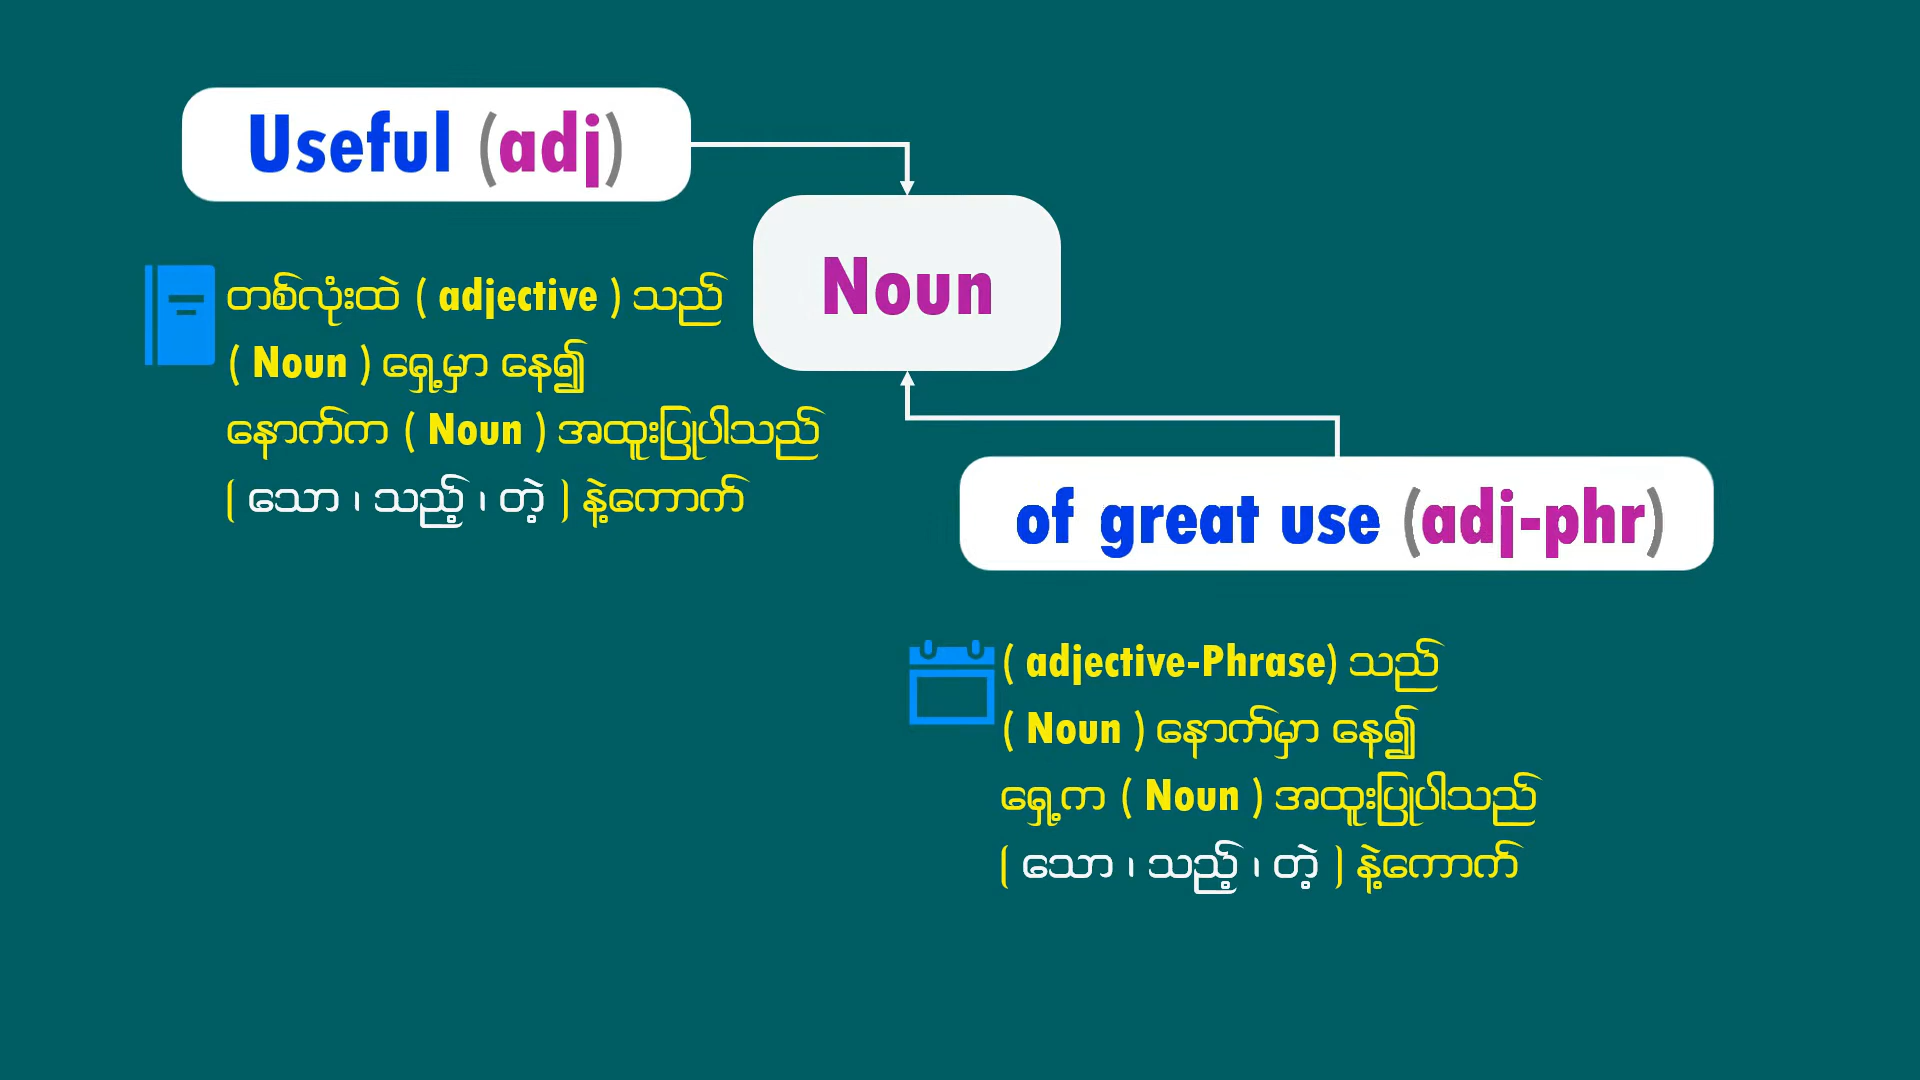 Useful (adj)
Noun
တစ်လုံးထဲ ( adjective ) သည်
( Noun ) ရှေ့မှာ နေ၍
နောက်က ( Noun ) အထူးပြုပါသည်
( သော ၊ သည့် ၊ တဲ့ ) နဲ့ကောက်
of great use (adj-phr)
( adjective-Phrase) သည်
( Noun ) နောက်မှာ နေ၍
ရှေ့က ( Noun ) အထူးပြုပါသည်
( သော ၊ သည့် ၊ တဲ့ ) နဲ့ကောက်